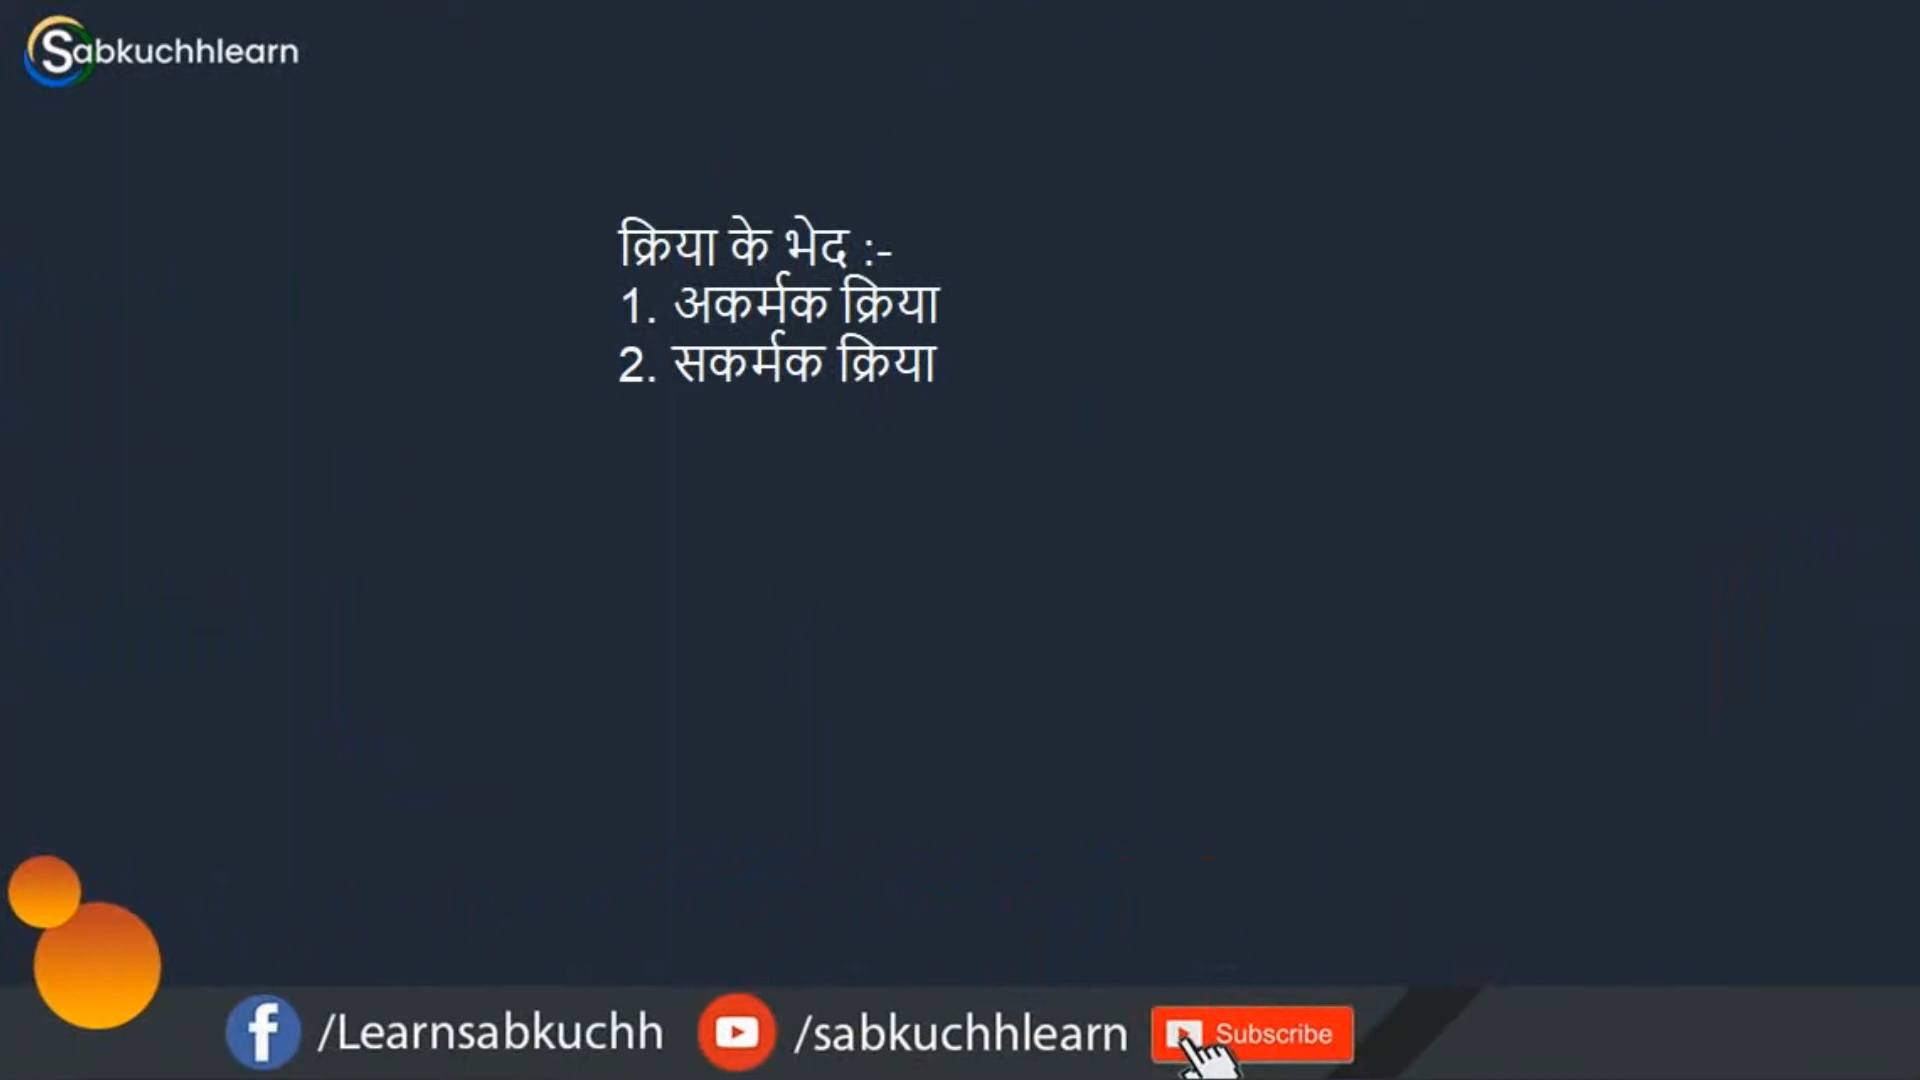 Sabkuchhlearn
क्रिया के भेद :-
1. अकर्मक क्रिया
2. सकर्मक क्रिया
/Learnsabkuchh /sabkuchhlearn Subscribe